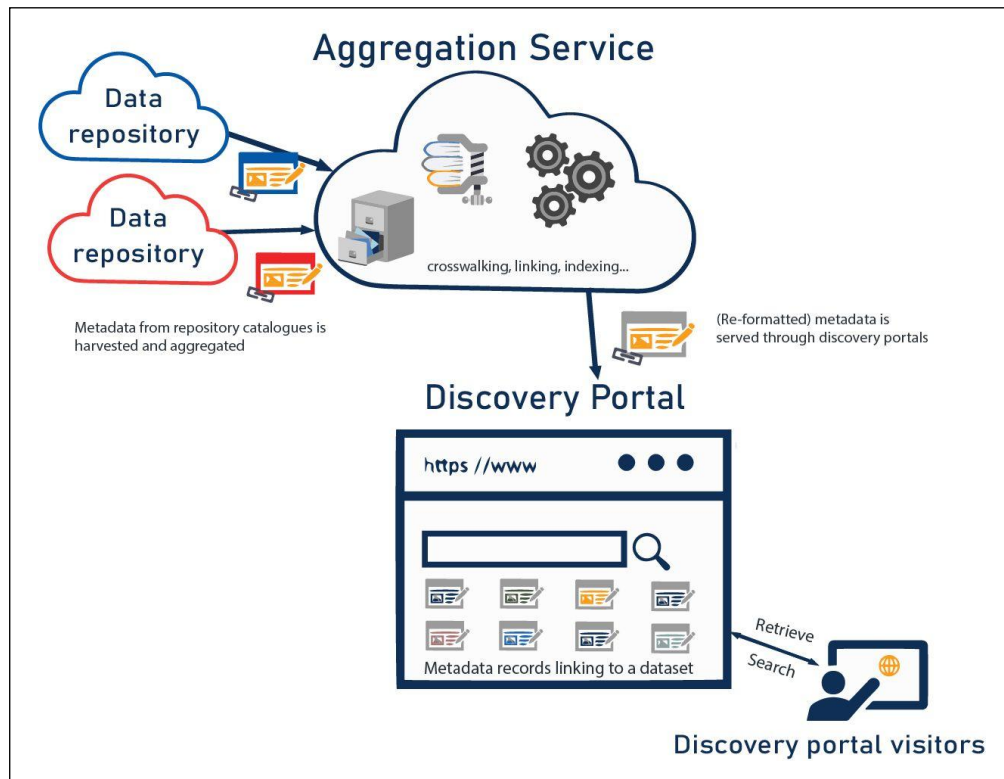 Aggregation Service
Data
repository
Data
repository
crosswalking, linking, indexing...
Metadata from repository catalogues is
harvested and aggregated
(Re-formatted) metadata is
served through discovery portals
Discovery Portal
https //www
Metadata records linking to a dataset
Retrieve
Search
Discovery portal visitors